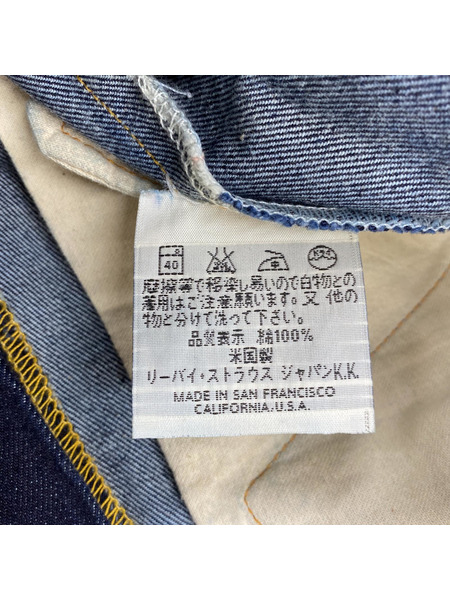 40
摩擦等で移染し易いので白物との
着用はご注意願います。又 他の
物と分けて洗って下さい。
品質表示 綿100%
米国製
リーバイ・ストラウス ジャパンK.K.
MADE IN SAN FRANCISCO
CALIFORNIA.U.S.A.